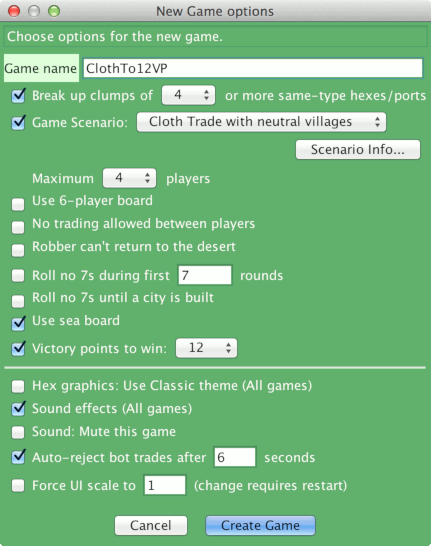 New Game options
Choose options for the new game.
Game name ClothTo12VP
Break up clumps of 4 or more same-type hexes/ports
Game Scenario: Cloth Trade with neutral villages
Scenario Info...
Maximum 4 players
Use 6-player board
No trading allowed between players
Robber can't return to the desert
Roll no 7s during first 7 rounds
Roll no 7s until a city is built
Use sea board
Victory points to win: 12
Hex graphics: Use Classic theme (All games)
Sound effects (All games)
Sound: Mute this game
Auto-reject bot trades after 6 seconds
Force UI scale to 1 (change requires restart)
Cancel Create Game